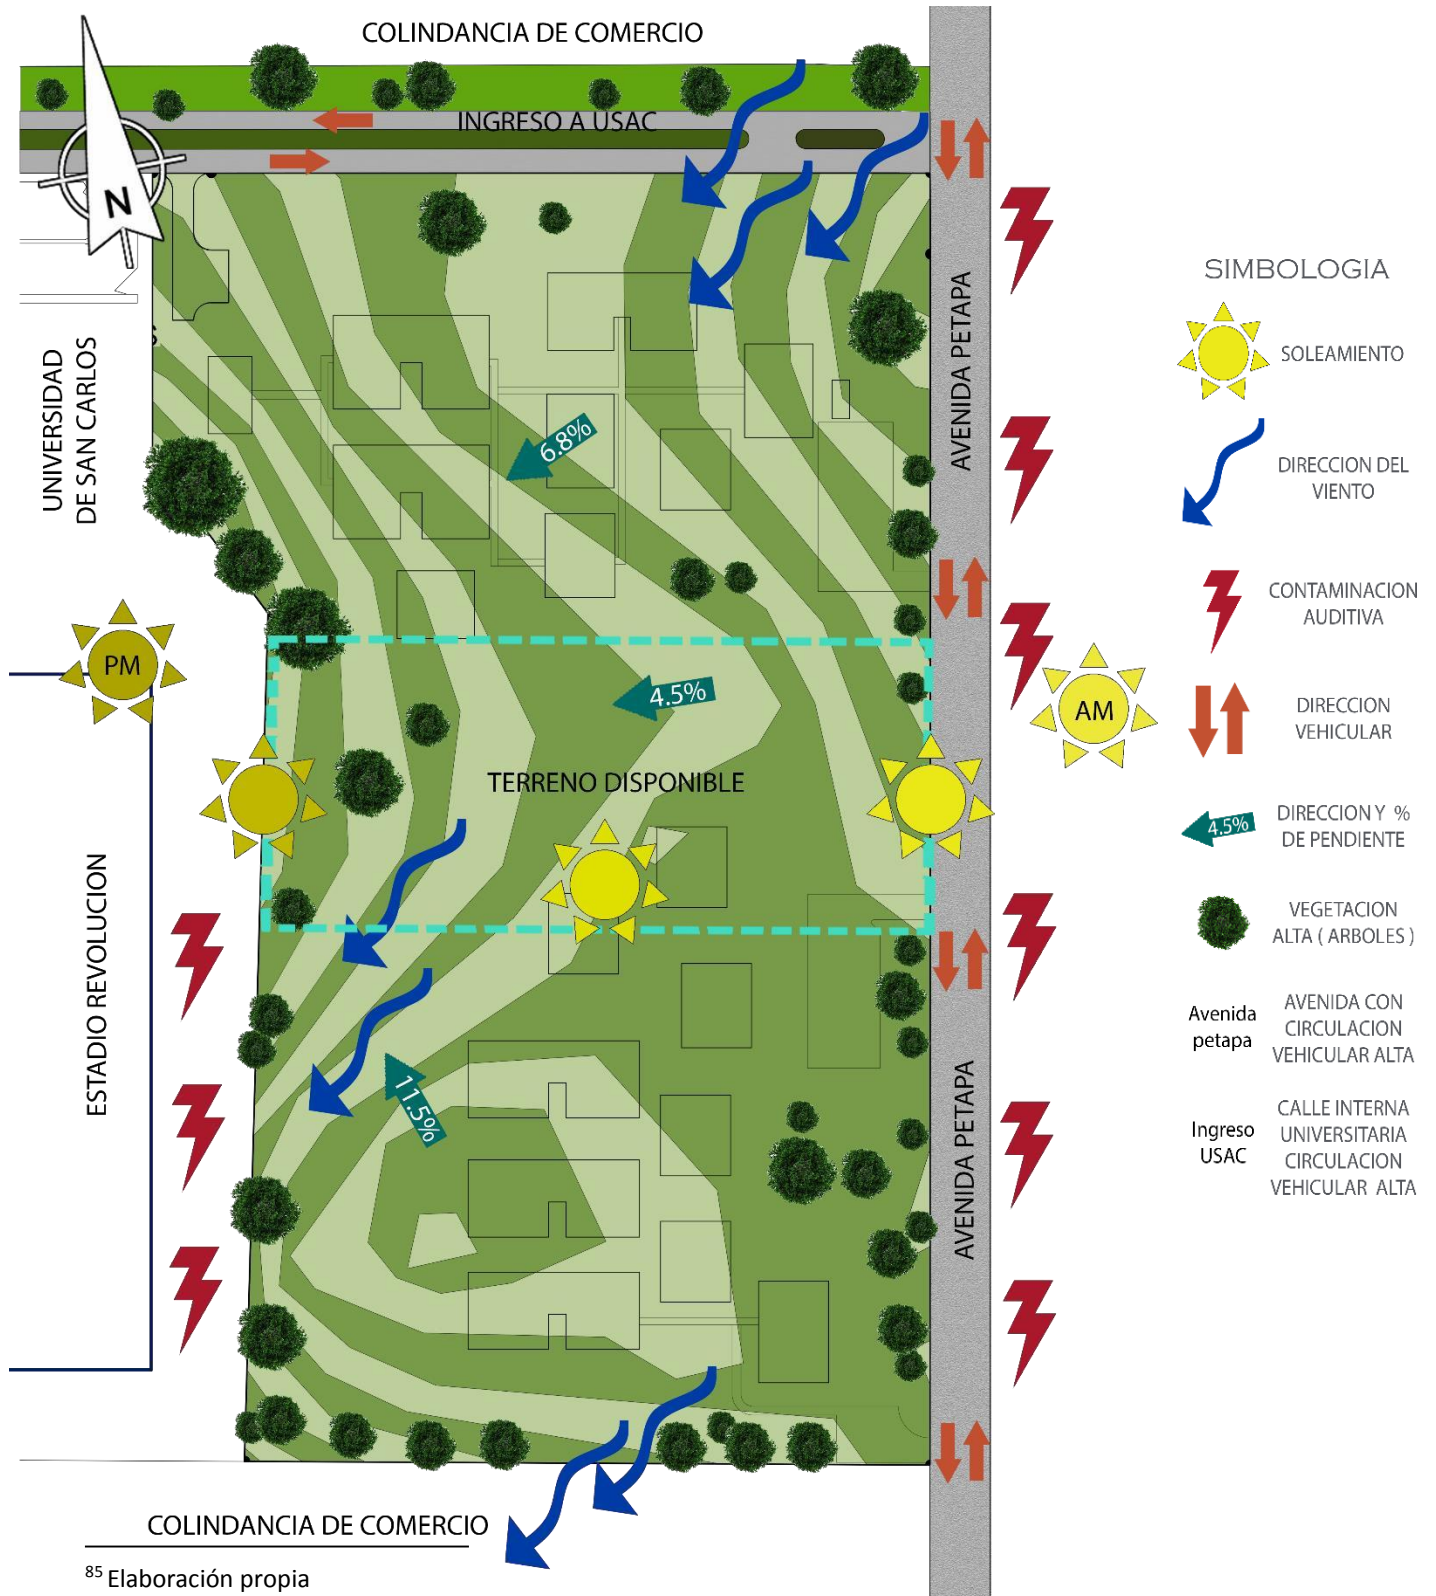 COLINDANCIA DE COMERCIO
INGRESO A USAC
N
UNIVERSIDAD
DE SAN CARLOS
AVENIDA PETAPA
6.8%
PM
4.5%
AM
TERRENO DISPONIBLE
ESTADIO REVOLUCION
11.5%
AVENIDA PETAPA
COLINDANCIA DE COMERCIO
85 Elaboración propia
SIMBOLOGIA
SOLEAMIENTO
DIRECCION DEL
VIENTO
CONTAMINACION
AUDITIVA
DIRECCION
VEHICULAR
4.5%
DIRECCION Y %
DE PENDIENTE
VEGETACION
ALTA ( ARBOLES )
Avenida
petapa
AVENIDA CON
CIRCULACION
VEHICULAR ALTA
Ingreso
USAC
CALLE INTERNA
UNIVERSITARIA
CIRCULACION
VEHICULAR ALTA